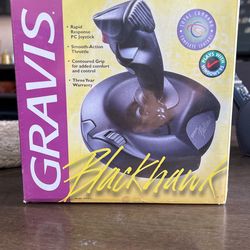 GRAVIS
• Rapid
Response
PC Joystick
• Smooth-Action
Throttle
• Contoured Grip
for added comfort
and control
• Three Year
Warranty
Blackhawk